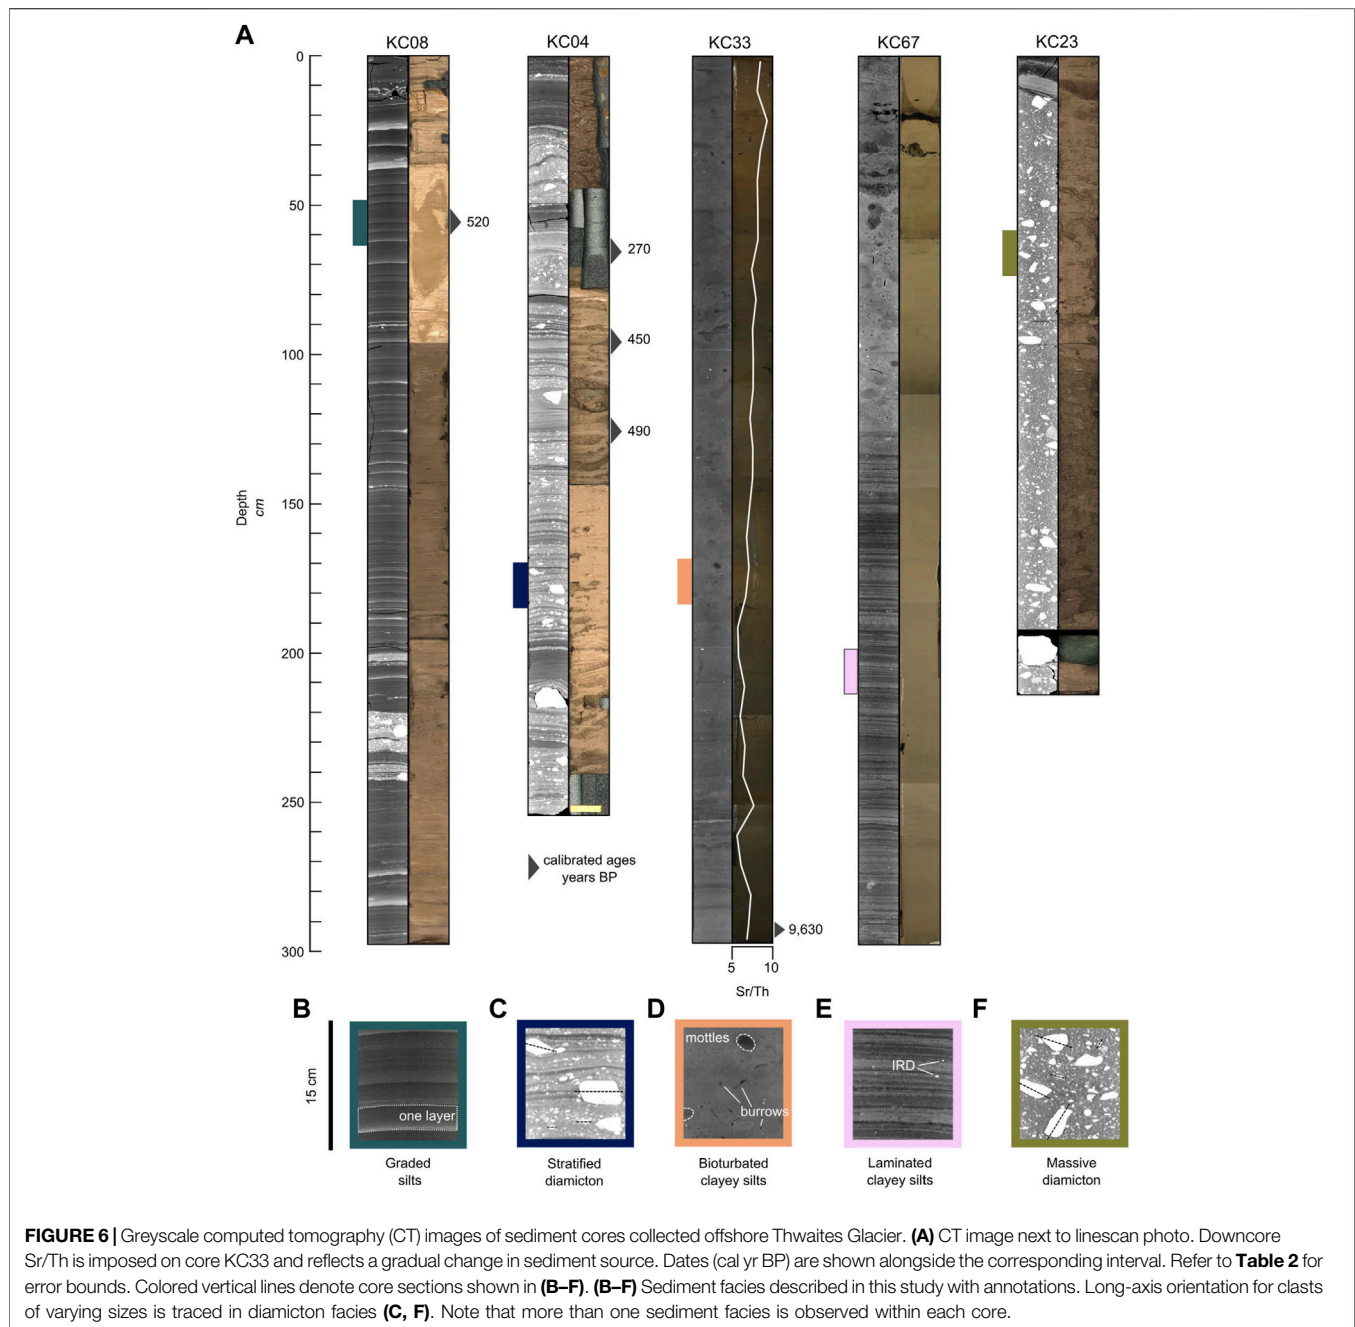 A
KC08
KC04
KC33
KC67
KC23
0
50
100
150
200
250
300
Depth
cm
520
270
450
490
calibrated ages
years BP
9,630
5 10
Sr/Th
B
C
D
E
F
15 cm
one layer
mottles
burrows
IRD
Graded
silts
Stratified
diamicton
Bioturbated
clayey silts
Laminated
clayey silts
Massive
diamicton
FIGURE 6 | Greyscale computed tomography (CT) images of sediment cores collected offshore Thwaites Glacier. (A) CT image next to linescan photo. Downcore
Sr/Th is imposed on core KC33 and reflects a gradual change in sediment source. Dates (cal yr BP) are shown alongside the corresponding interval. Refer to Table 2 for
error bounds. Colored vertical lines denote core sections shown in (B–F). (B–F) Sediment facies described in this study with annotations. Long-axis orientation for clasts
of varying sizes is traced in diamicton facies (C, F). Note that more than one sediment facies is observed within each core.